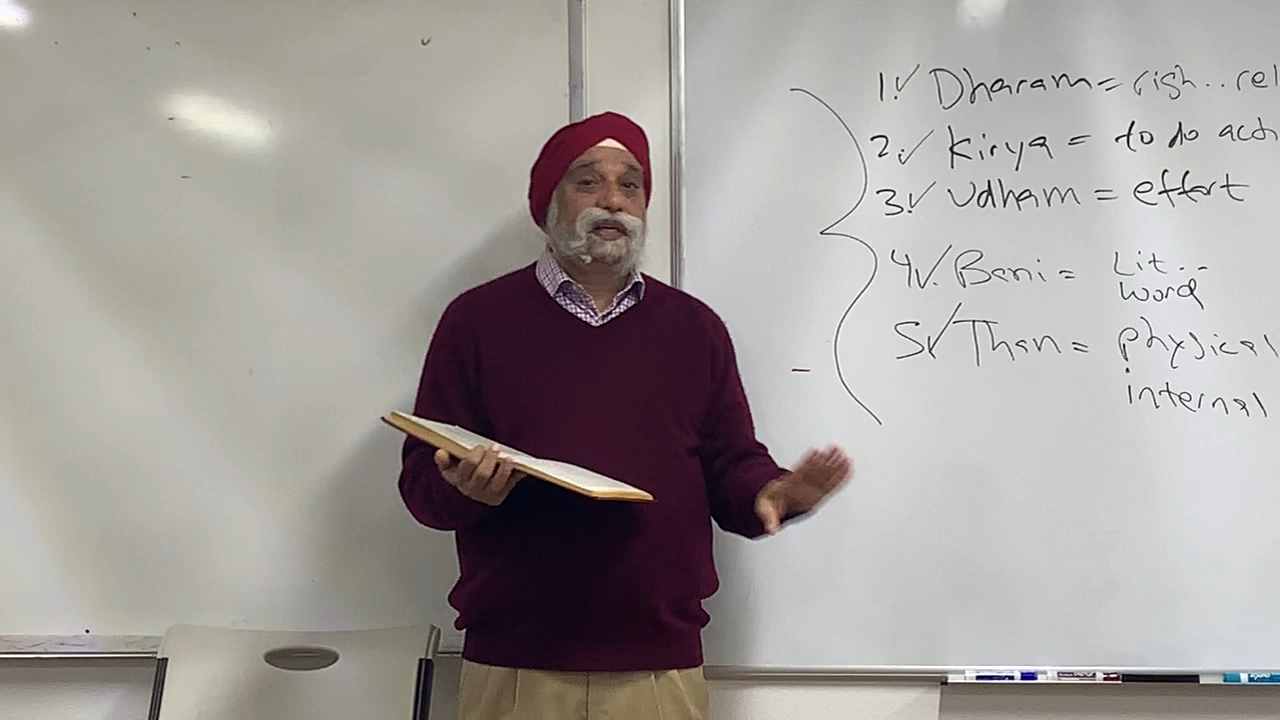 1.✓ Dharam = righ.. rel
2.✓ Kirya = to do acti
3.✓ Udham = effort
4✓. Bani = Lit..
word
5✓ Than = physical
internal